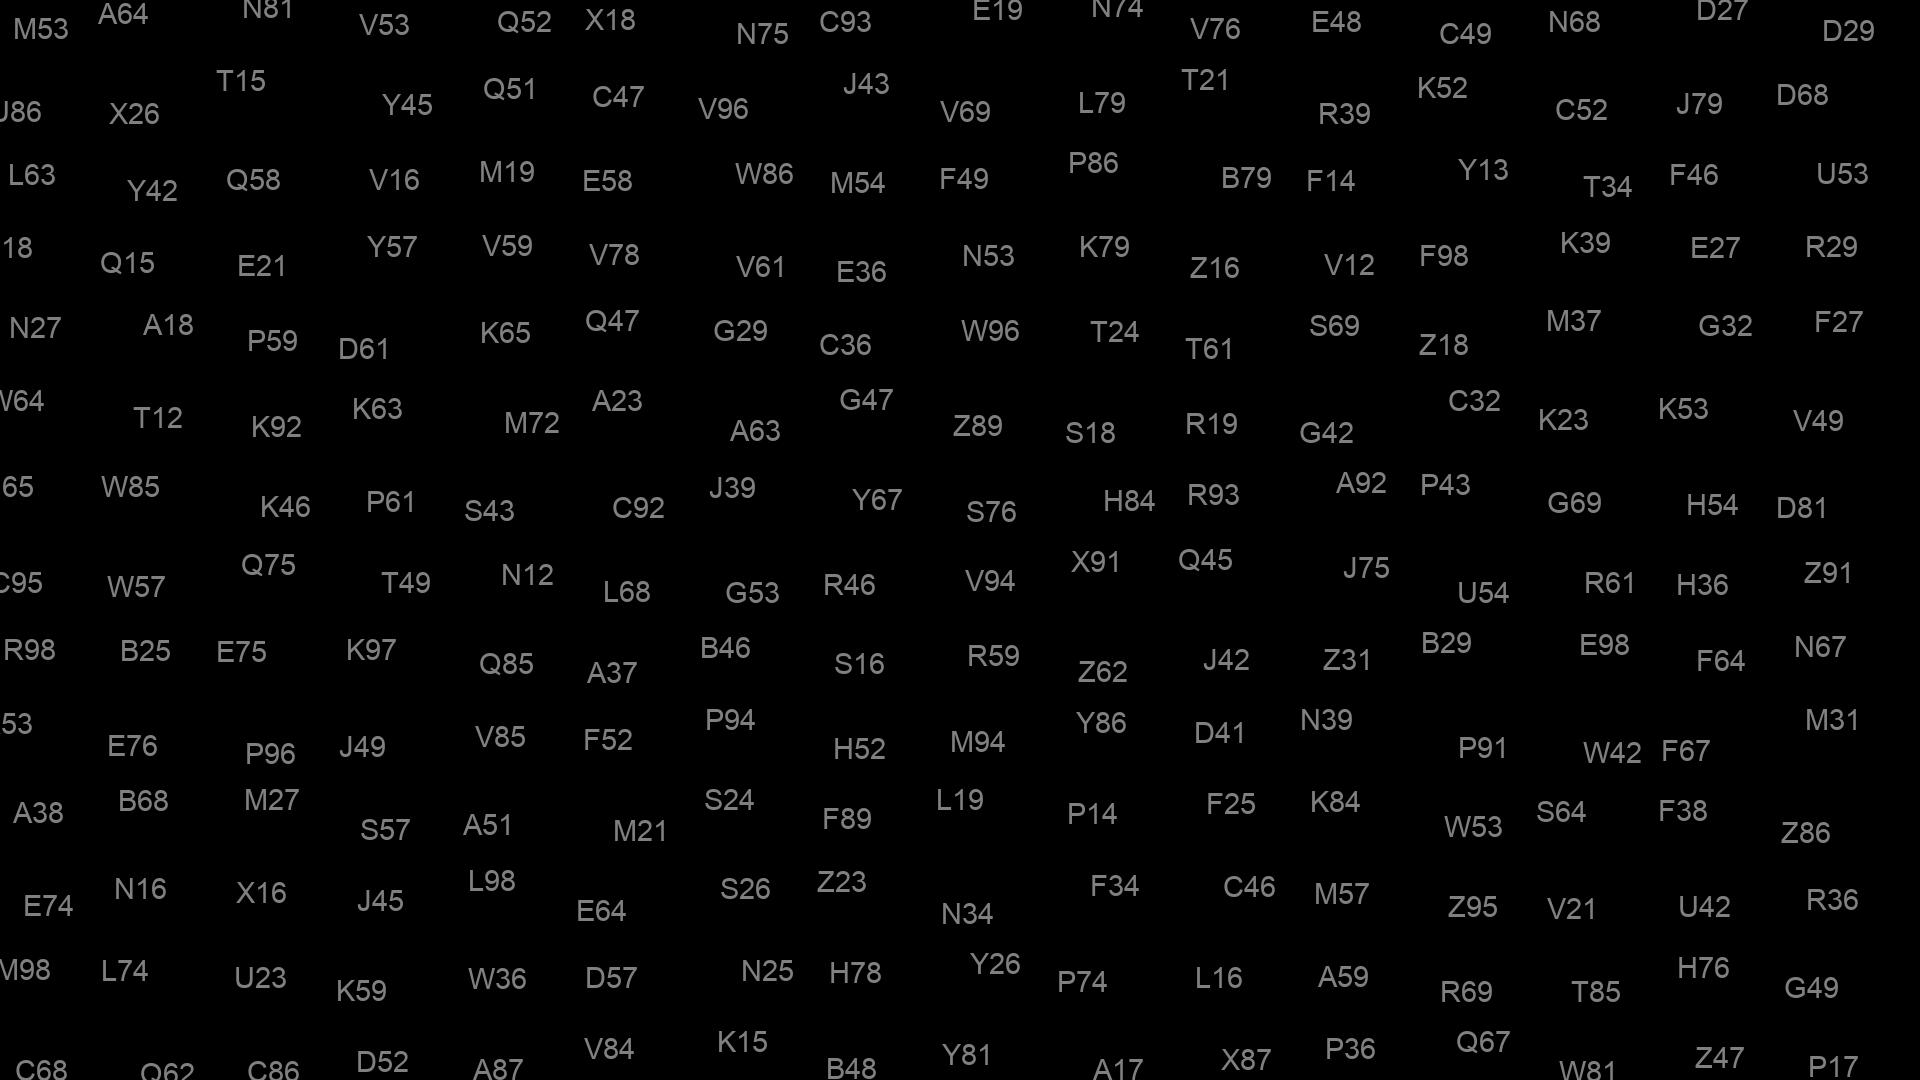 M53 A64 N81 V53 Q52 X18 N75 C93 E19 N74 V76 E48 C49 N68 D27 D29
J86 X26 T15 Y45 Q51 C47 V96 J43 V69 L79 T21 R39 K52 C52 J79 D68
L63 Y42 Q58 V16 M19 E58 W86 M54 F49 P86 B79 F14 Y13 T34 F46 U53
18 Q15 E21 Y57 V59 V78 V61 E36 N53 K79 Z16 V12 F98 K39 E27 R29
N27 A18 P59 D61 K65 Q47 G29 C36 W96 T24 T61 S69 Z18 M37 G32 F27
W64 T12 K92 K63 M72 A23 A63 G47 Z89 S18 R19 G42 C32 K23 K53 V49
65 W85 K46 P61 S43 C92 J39 Y67 S76 H84 R93 A92 P43 G69 H54 D81
C95 W57 Q75 T49 N12 L68 G53 R46 V94 X91 Q45 J75 U54 R61 H36 Z91
R98 B25 E75 K97 Q85 A37 B46 S16 R59 Z62 J42 Z31 B29 E98 F64 N67
53 E76 P96 J49 V85 F52 P94 H52 M94 Y86 D41 N39 P91 W42 F67 M31
A38 B68 M27 S57 A51 M21 S24 F89 L19 P14 F25 K84 W53 S64 F38 Z86
E74 N16 X16 J45 L98 E64 S26 Z23 N34 F34 C46 M57 Z95 V21 U42 R36
M98 L74 U23 K59 W36 D57 N25 H78 Y26 P74 L16 A59 R69 T85 H76 G49
C68 Q62 C86 D52 A87 V84 K15 B48 Y81 A17 X87 P36 Q67 W81 Z47 P17